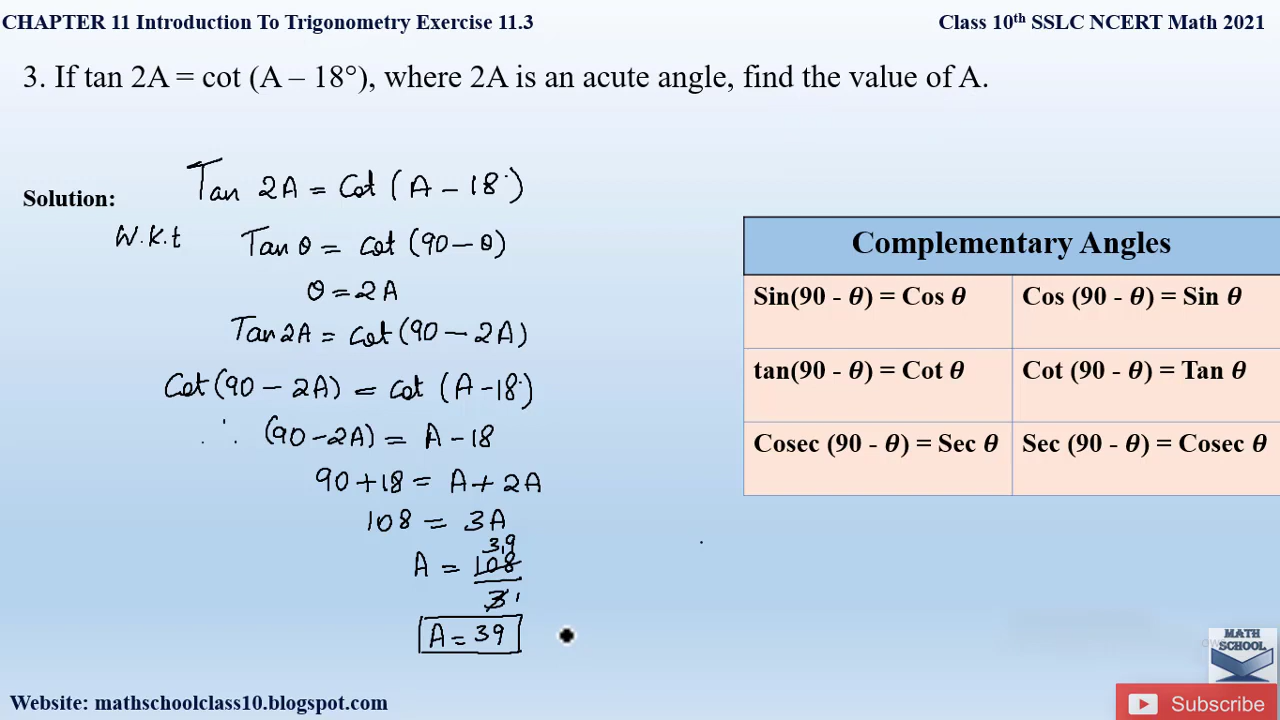 CHAPTER 11 Introduction To Trigonometry Exercise 11.3
Class 10th SSLC NCERT Math 2021
3. If tan 2A = cot (A – 18°), where 2A is an acute angle, find the value of A.
Solution:
Tan 2A = Cot (A - 18°)
W.K.t Tan θ = Cot (90 - θ)
θ = 2A
Tan 2A = Cot (90 - 2A)
Cot (90 - 2A) = Cot (A - 18°)
∴ (90 - 2A) = A - 18
90 + 18 = A + 2A
108 = 3A
39
A = 108
3 1
A = 39
Complementary Angles
Sin(90 - θ) = Cos θ
Cos (90 - θ) = Sin θ
tan(90 - θ) = Cot θ
Cot (90 - θ) = Tan θ
Cosec (90 - θ) = Sec θ
Sec (90 - θ) = Cosec θ
MATH
SCHOOL
Website: mathschoolclass10.blogspot.com
Subscribe